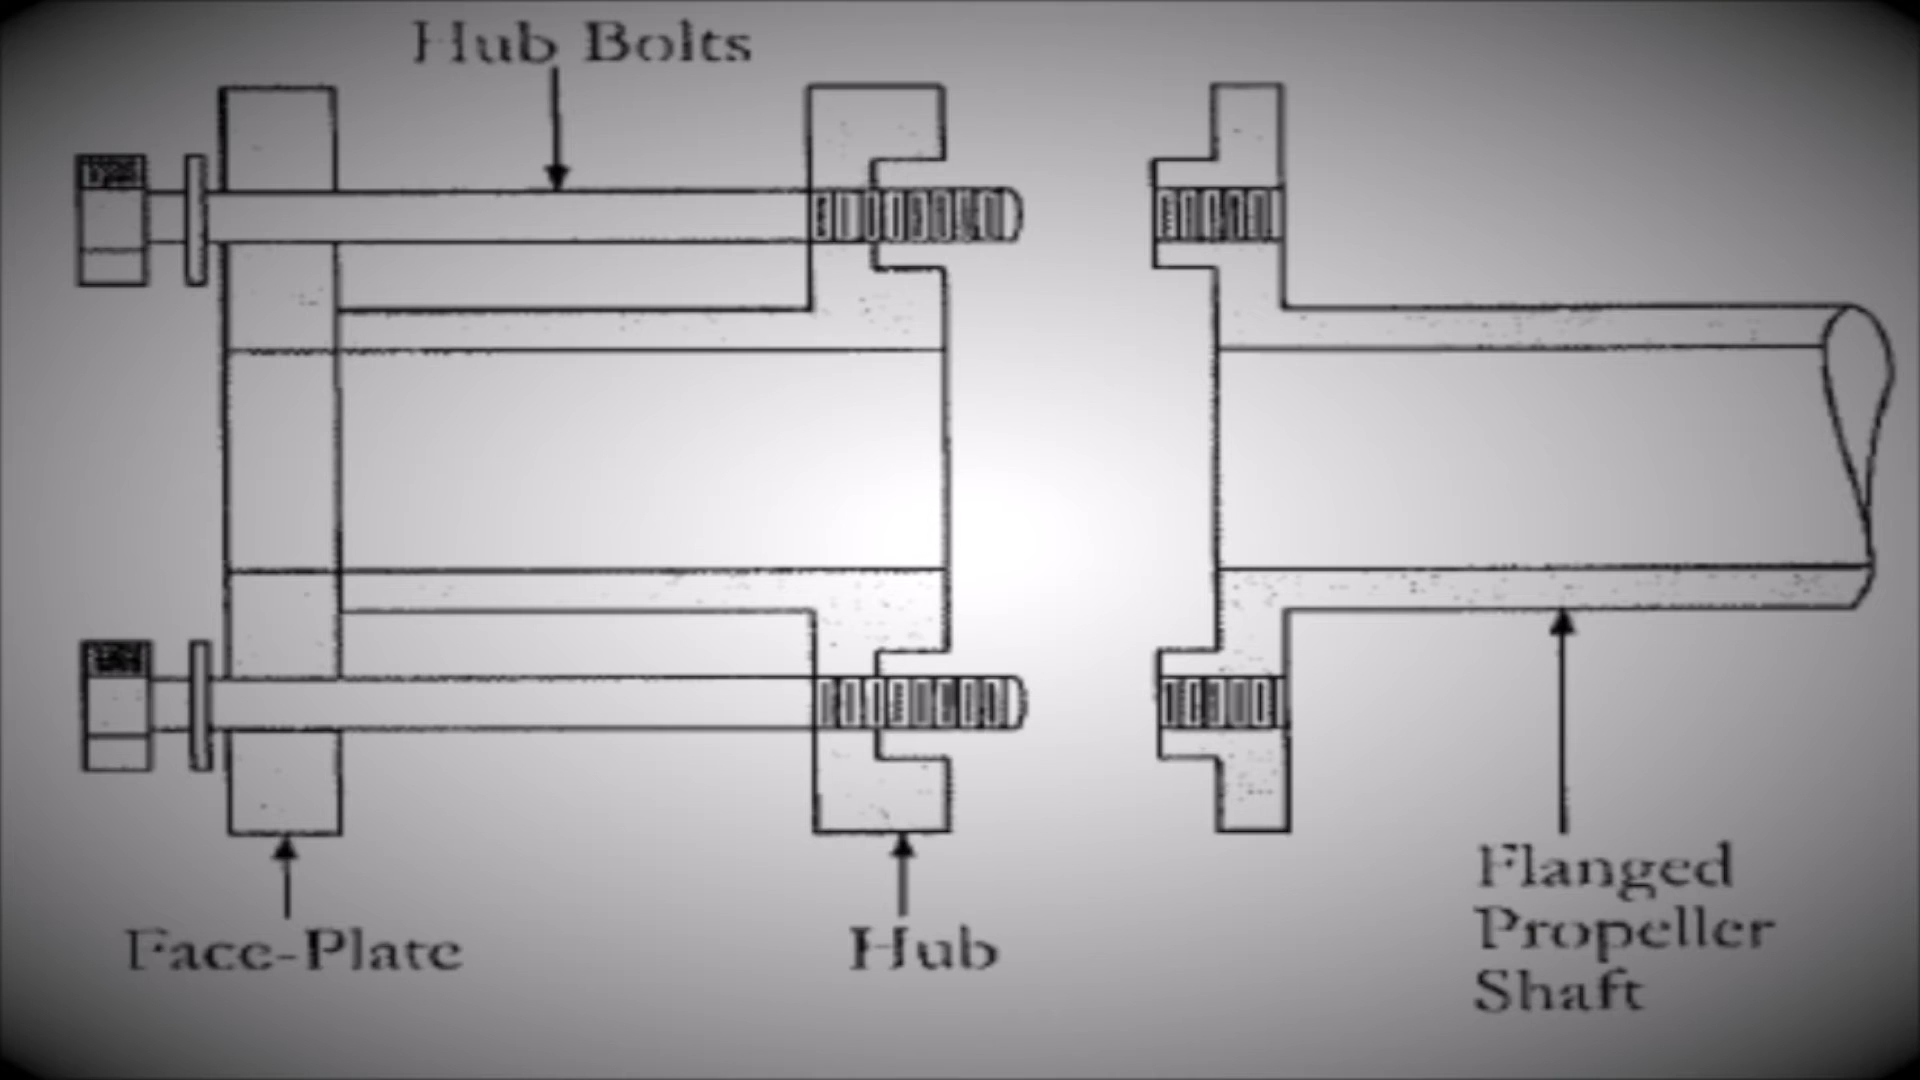 Hub Bolts
Face-Plate
Hub
Flanged
Propeller
Shaft